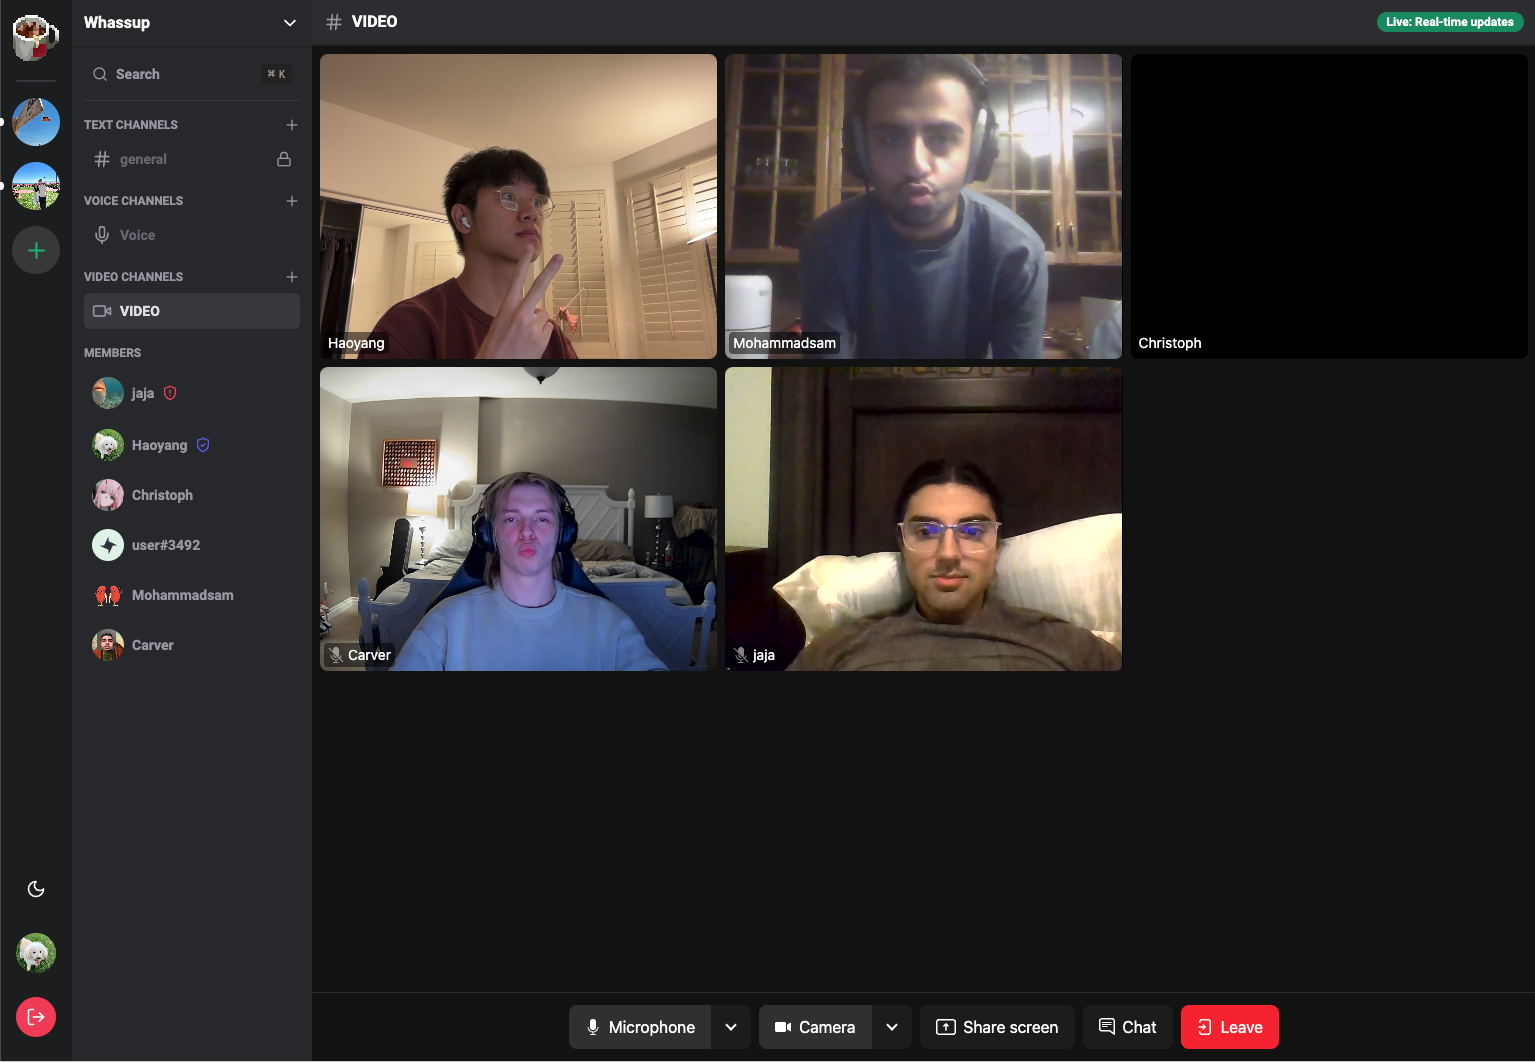 Whassup
Search
⌘ K
TEXT CHANNELS
general
VOICE CHANNELS
Voice
VIDEO CHANNELS
VIDEO
MEMBERS
jaja
Haoyang
Christoph
user#3492
Mohammadsam
Carver
# VIDEO
Live: Real-time updates
Haoyang
Mohammadsam
Christoph
Carver
jaja
Microphone
Camera
Share screen
Chat
Leave